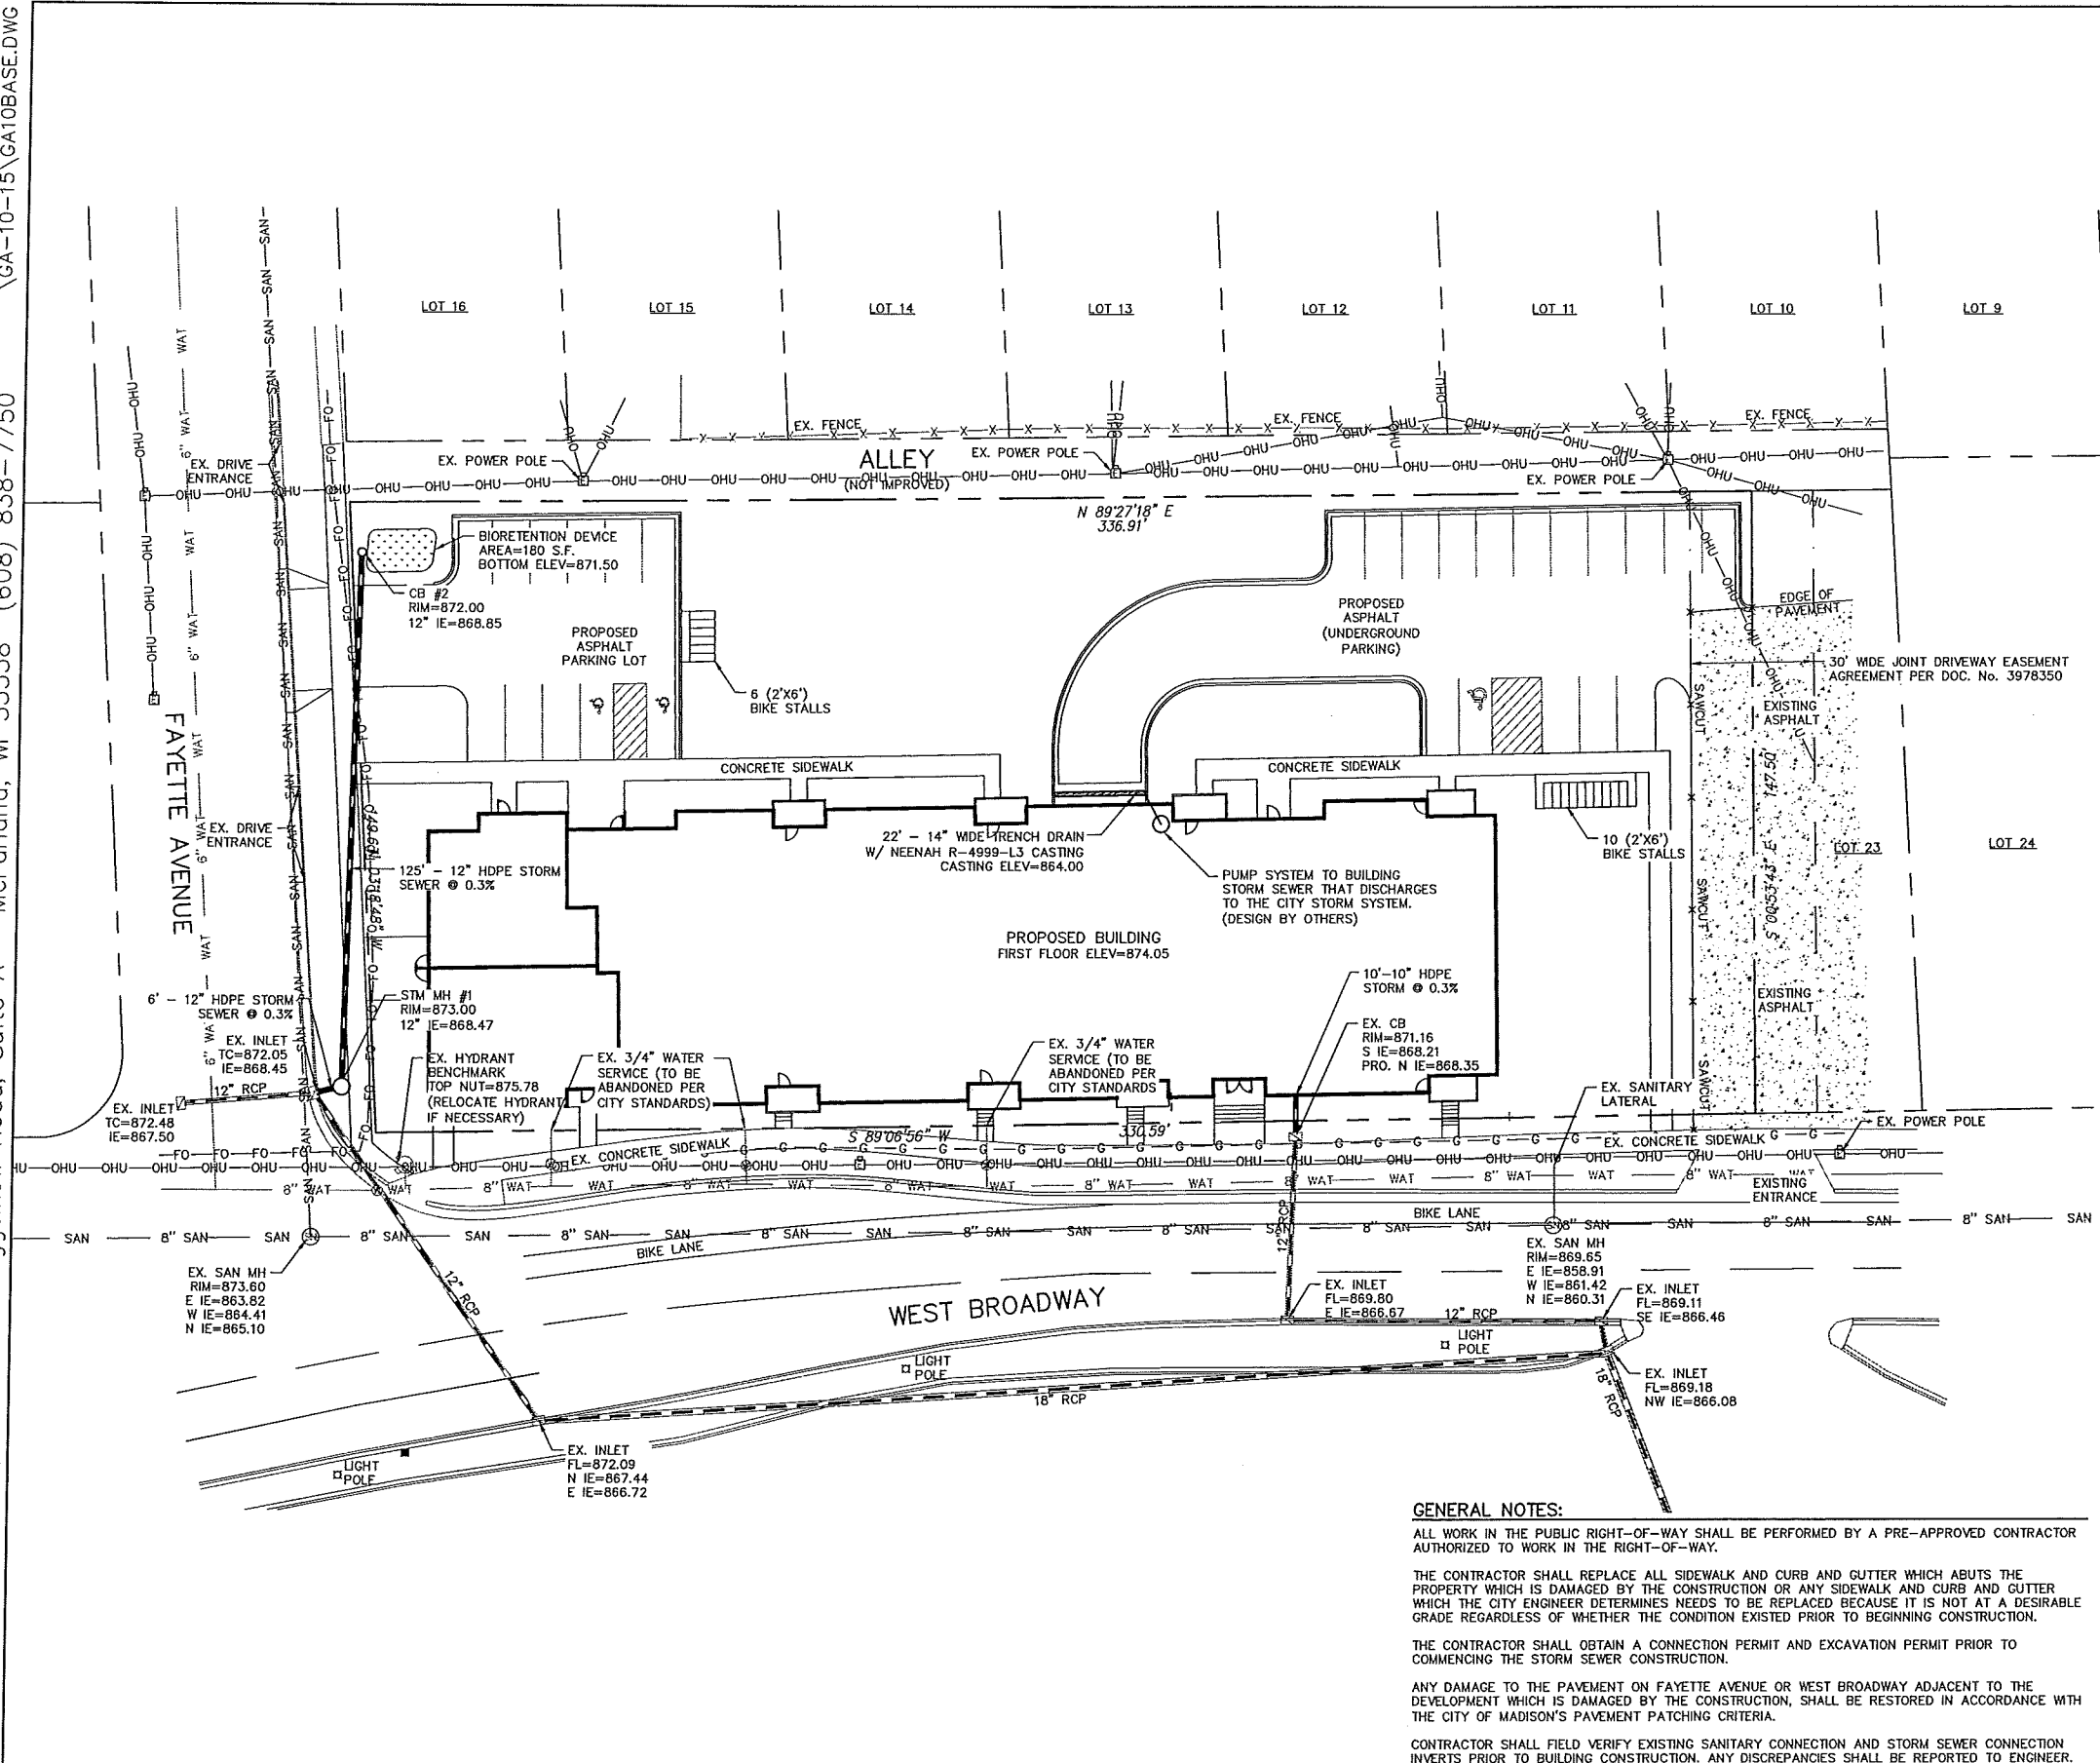 \GA-10-15\GA10BASE.DWG
(608) 838-7750
LOT 16
LOT 15
LOT 14
LOT 13
LOT 12
LOT 11
LOT 10
LOT 9
EX. FENCE
EX. FENCE
EX. FENCE
EX. DRIVE
ENTRANCE
EX. POWER POLE
ALLEY
(NOT IMPROVED)
EX. POWER POLE
EX. POWER POLE
N 89°27'18" E
336.91'
BIORETENTION DEVICE
AREA=180 S.F.
BOTTOM ELEV=871.50
CB #2
RIM=872.00
12" IE=868.85
PROPOSED
ASPHALT
PARKING LOT
6 (2'X6')
BIKE STALLS
PROPOSED
ASPHALT
(UNDERGROUND
PARKING)
EDGE OF
PAVEMENT
30' WIDE JOINT DRIVEWAY EASEMENT
AGREEMENT PER DOC. No. 3978350
EXISTING
ASPHALT
SAWCUT
147.50'
S 00°53'43" E
FAYETTE AVENUE
CONCRETE SIDEWALK
CONCRETE SIDEWALK
EX. DRIVE
ENTRANCE
125' - 12" HDPE STORM
SEWER @ 0.3%
22' - 14" WIDE TRENCH DRAIN
W/ NEENAH R-4999-L3 CASTING
CASTING ELEV=864.00
PUMP SYSTEM TO BUILDING
STORM SEWER THAT DISCHARGES
TO THE CITY STORM SYSTEM.
(DESIGN BY OTHERS)
10 (2'X6')
BIKE STALLS
LOT 23
LOT 24
SAWCUT
PROPOSED BUILDING
FIRST FLOOR ELEV=874.05
6' - 12" HDPE STORM
SEWER @ 0.3%
STM MH #1
RIM=873.00
12" IE=868.47
10'-10" HDPE
STORM @ 0.3%
EXISTING
ASPHALT
EX. INLET
TC=872.05
IE=868.45
EX. HYDRANT
BENCHMARK
TOP NUT=875.78
(RELOCATE HYDRANT
IF NECESSARY)
EX. 3/4" WATER
SERVICE (TO BE
ABANDONED PER
CITY STANDARDS)
EX. 3/4" WATER
SERVICE (TO BE
ABANDONED PER
CITY STANDARDS
EX. CB
RIM=871.16
S IE=868.21
PRO. N IE=868.35
EX. SANITARY
LATERAL
SAWCUT
12" RCP
EX. INLET
TC=872.48
IE=867.50
EX. POWER POLE
S 89°06'56" W
330.59'
EX. CONCRETE SIDEWALK
EX. CONCRETE SIDEWALK
EXISTING
ENTRANCE
BIKE LANE
BIKE LANE
EX. SAN MH
RIM=873.60
E IE=863.82
W IE=864.41
N IE=865.10
12" RCP
12" RCP
WEST BROADWAY
EX. INLET
FL=869.80
E IE=866.67
12" RCP
EX. SAN MH
RIM=869.65
E IE=858.91
W IE=861.42
N IE=860.31
EX. INLET
FL=869.11
SE IE=866.46
LIGHT
POLE
LIGHT
POLE
18" RCP
18" RCP
EX. INLET
FL=869.18
NW IE=866.08
LIGHT
POLE
EX. INLET
FL=872.09
N IE=867.44
E IE=866.72
GENERAL NOTES:
ALL WORK IN THE PUBLIC RIGHT-OF-WAY SHALL BE PERFORMED BY A PRE-APPROVED CONTRACTOR
AUTHORIZED TO WORK IN THE RIGHT-OF-WAY.
THE CONTRACTOR SHALL REPLACE ALL SIDEWALK AND CURB AND GUTTER WHICH ABUTS THE
PROPERTY WHICH IS DAMAGED BY THE CONSTRUCTION OR ANY SIDEWALK AND CURB AND GUTTER
WHICH THE CITY ENGINEER DETERMINES NEEDS TO BE REPLACED BECAUSE IT IS NOT AT A DESIRABLE
GRADE REGARDLESS OF WHETHER THE CONDITION EXISTED PRIOR TO BEGINNING CONSTRUCTION.
THE CONTRACTOR SHALL OBTAIN A CONNECTION PERMIT AND EXCAVATION PERMIT PRIOR TO
COMMENCING THE STORM SEWER CONSTRUCTION.
ANY DAMAGE TO THE PAVEMENT ON FAYETTE AVENUE OR WEST BROADWAY ADJACENT TO THE
DEVELOPMENT WHICH IS DAMAGED BY THE CONSTRUCTION, SHALL BE RESTORED IN ACCORDANCE WITH
THE CITY OF MADISON'S PAVEMENT PATCHING CRITERIA.
CONTRACTOR SHALL FIELD VERIFY EXISTING SANITARY CONNECTION AND STORM SEWER CONNECTION
INVERTS PRIOR TO BUILDING CONSTRUCTION. ANY DISCREPANCIES SHALL BE REPORTED TO ENGINEER.